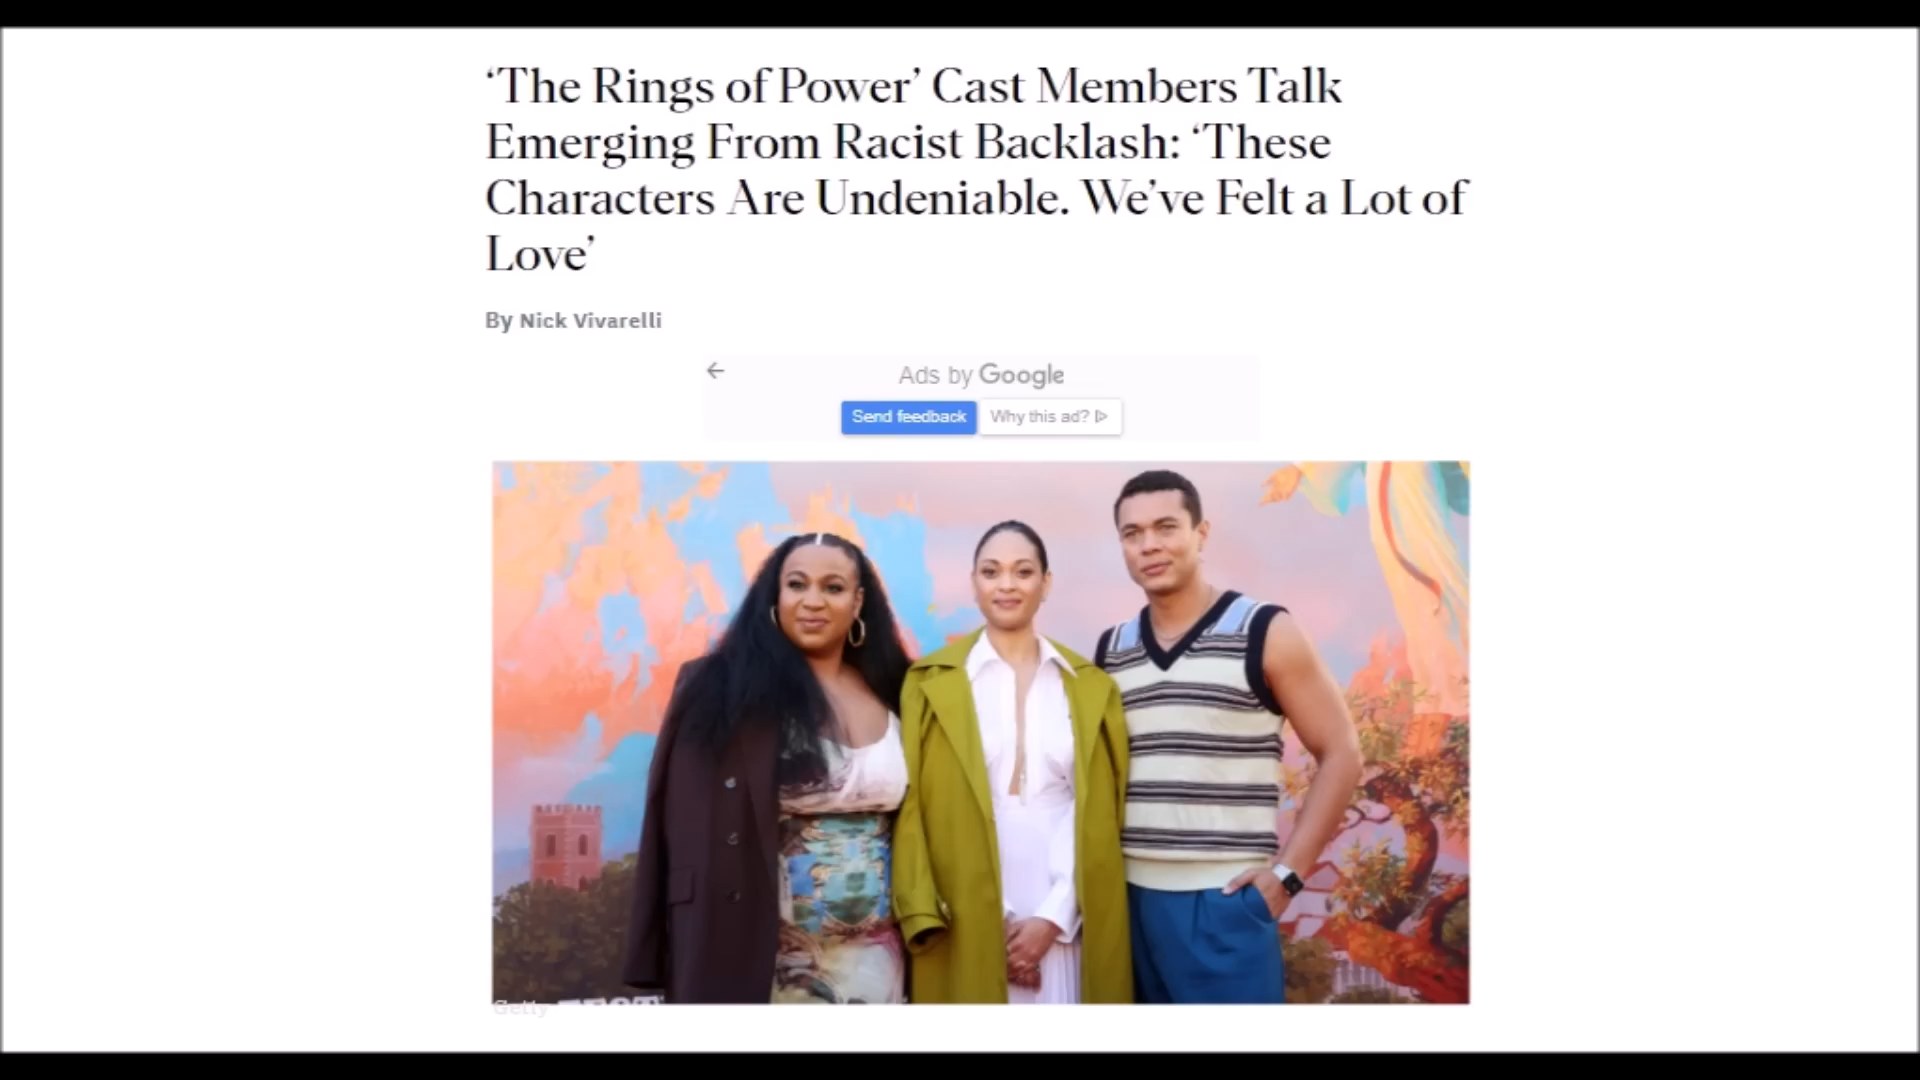 ‘The Rings of Power’ Cast Members Talk
Emerging From Racist Backlash: ‘These
Characters Are Undeniable. We’ve Felt a Lot of
Love’
By Nick Vivarelli
Ads by Google
Send feedback
Why this ad?
Getty